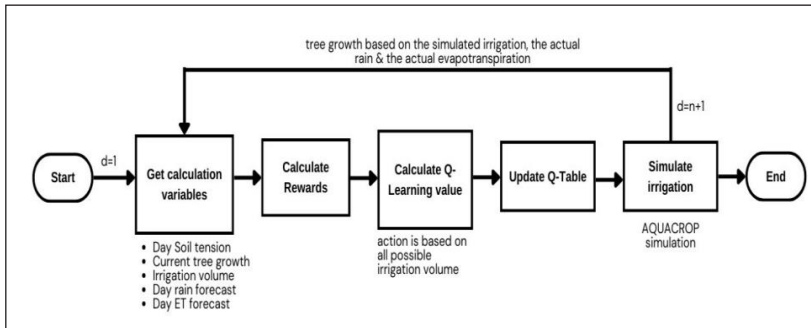 tree growth based on the simulated irrigation, the actual
rain & the actual evapotranspiration
d=n+1
Start
d=1
Get calculation
variables
Calculate
Rewards
Calculate Q-
Learning value
Update Q-Table
Simulate
irrigation
End
• Day Soil tension
• Current tree growth
• Irrigation volume
• Day rain forecast
• Day ET forecast
action is based on
all possible
irrigation volume
AQUACROP
simulation